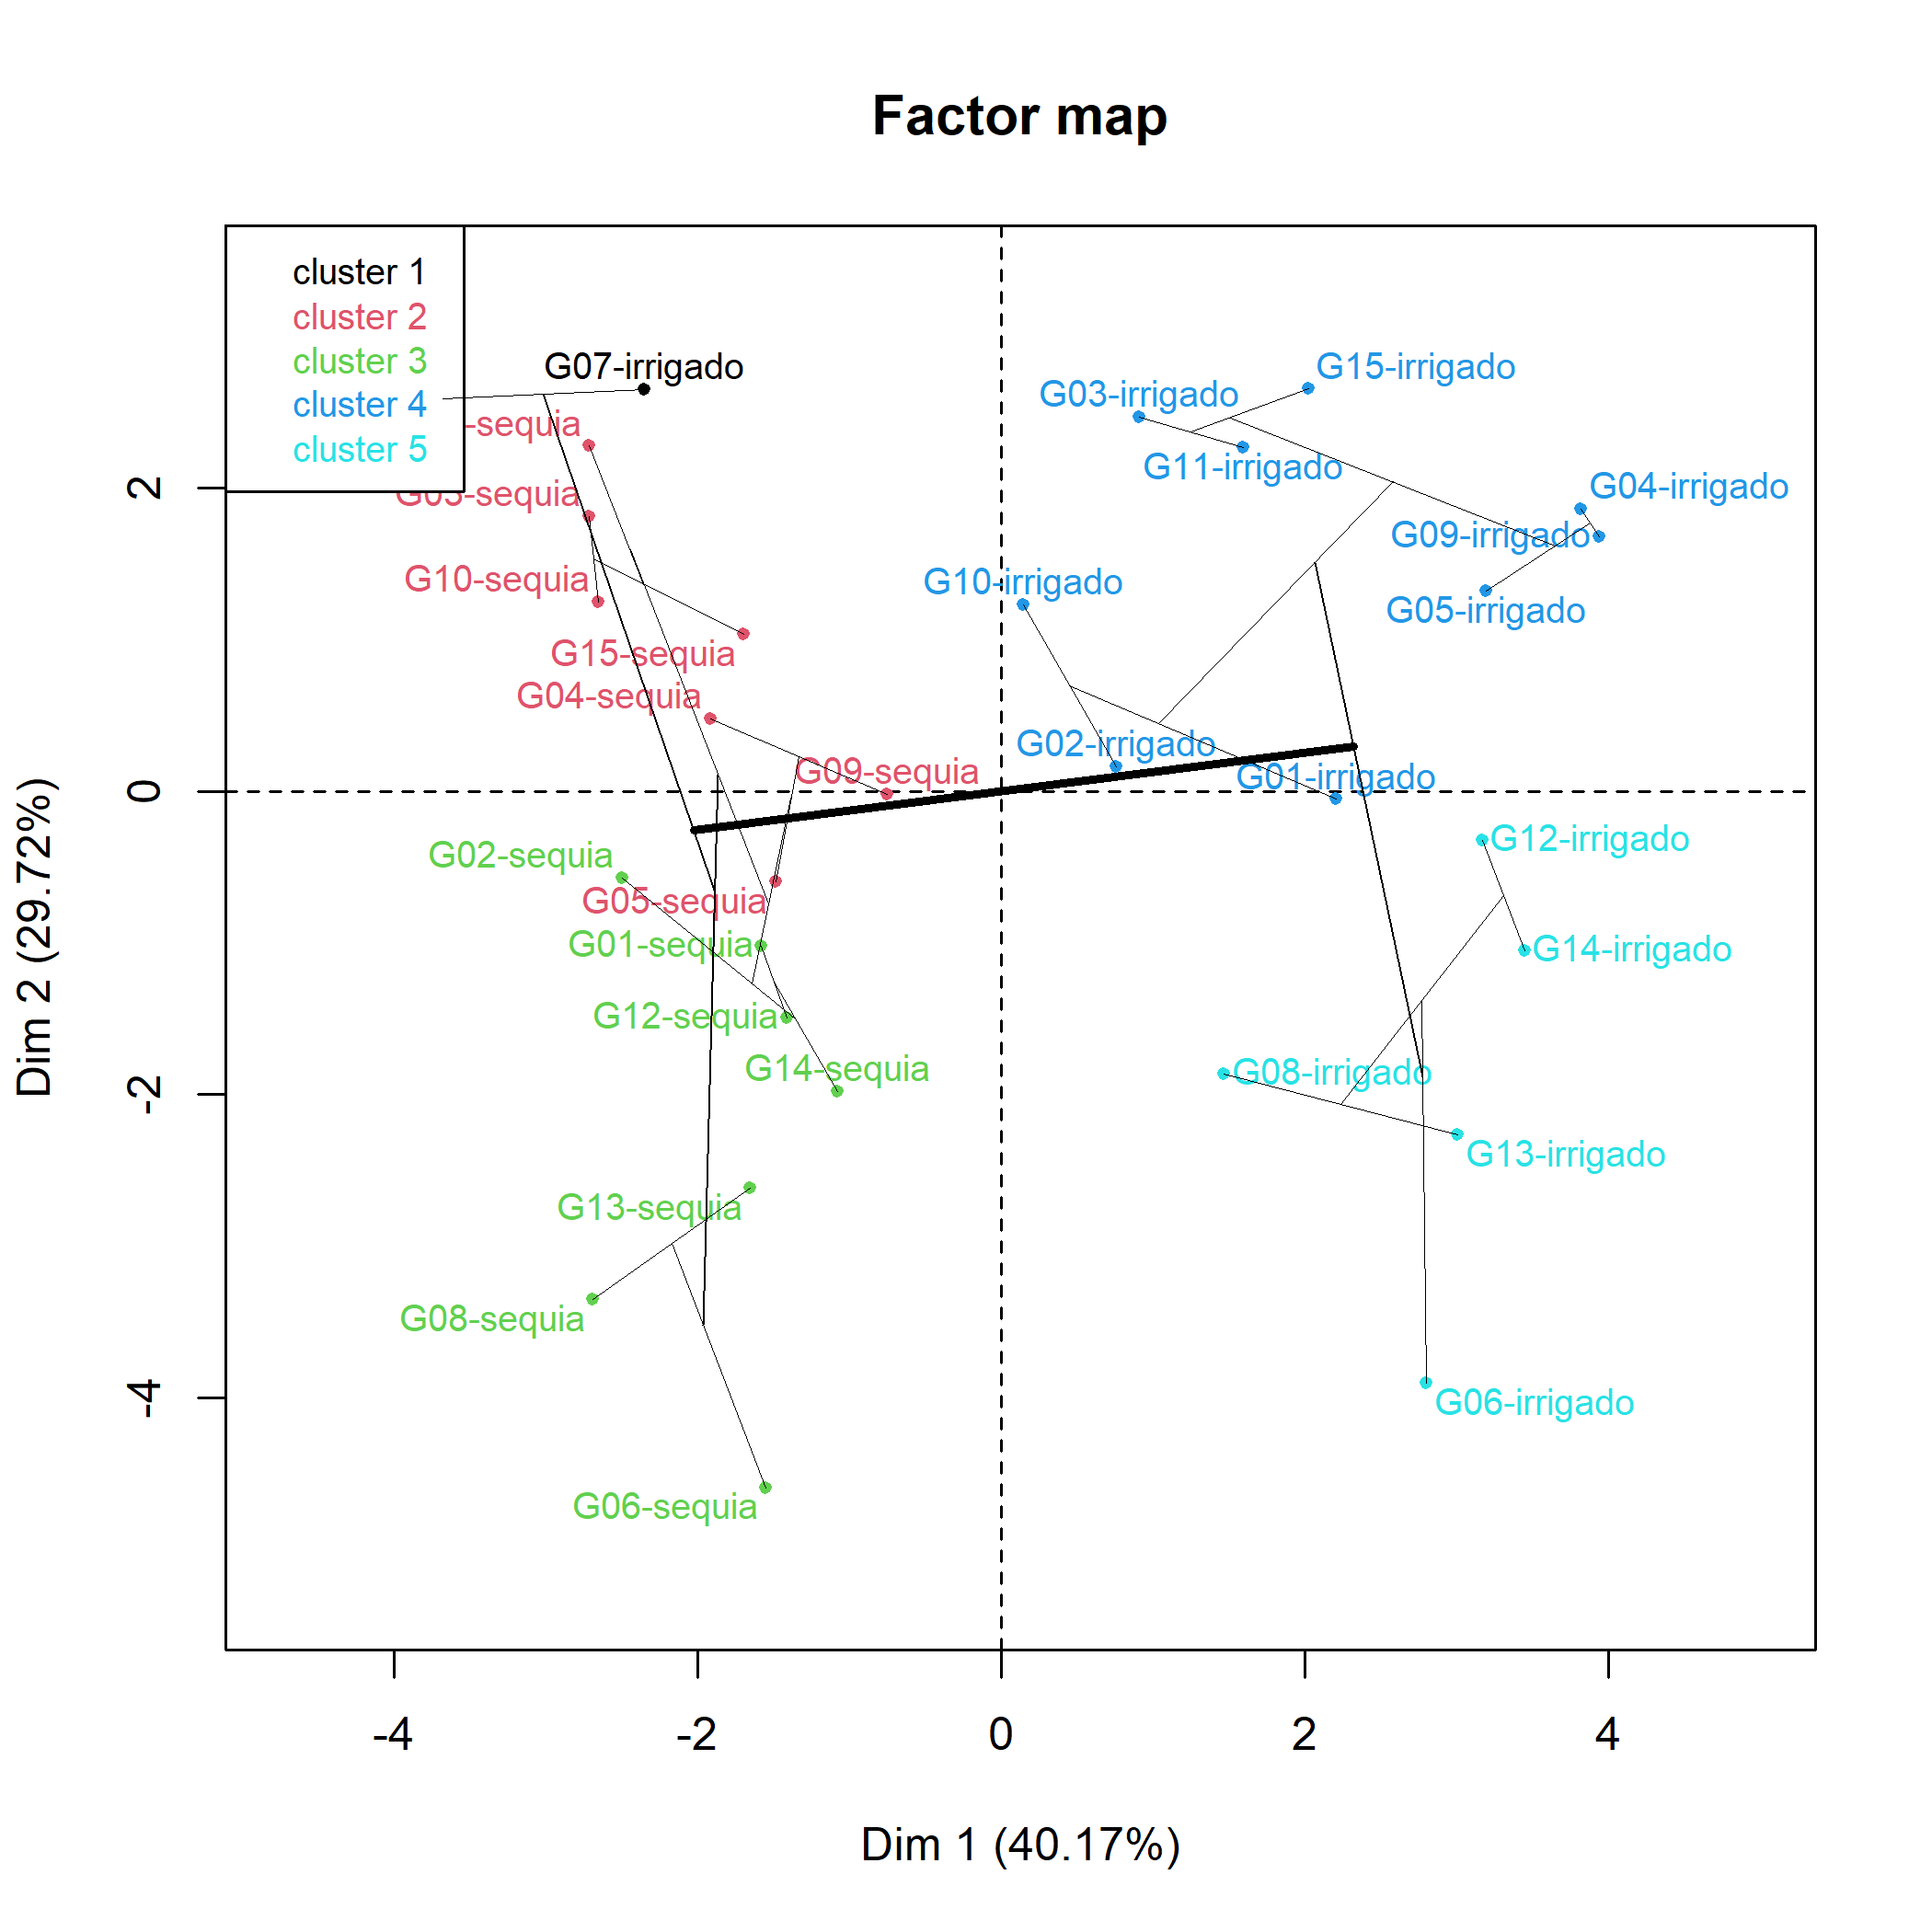 Factor map
cluster 1
cluster 2
cluster 3
cluster 4
cluster 5
G07-irrigado
G15-irrigado
G03-irrigado
-sequia
G11-irrigado
G04-irrigado
G03-sequia
G09-irrigado
G10-sequia
G10-irrigado
G05-irrigado
G15-sequia
G04-sequia
G02-irrigado
G09-sequia
G01-irrigado
G12-irrigado
G02-sequia
G05-sequia
G01-sequia
G14-irrigado
G12-sequia
G14-sequia
G08-irrigado
G13-irrigado
G13-sequia
G08-sequia
G06-irrigado
G06-sequia
2
0
-2
-4
Dim 2 (29.72%)
-4 -2 0 2 4
Dim 1 (40.17%)